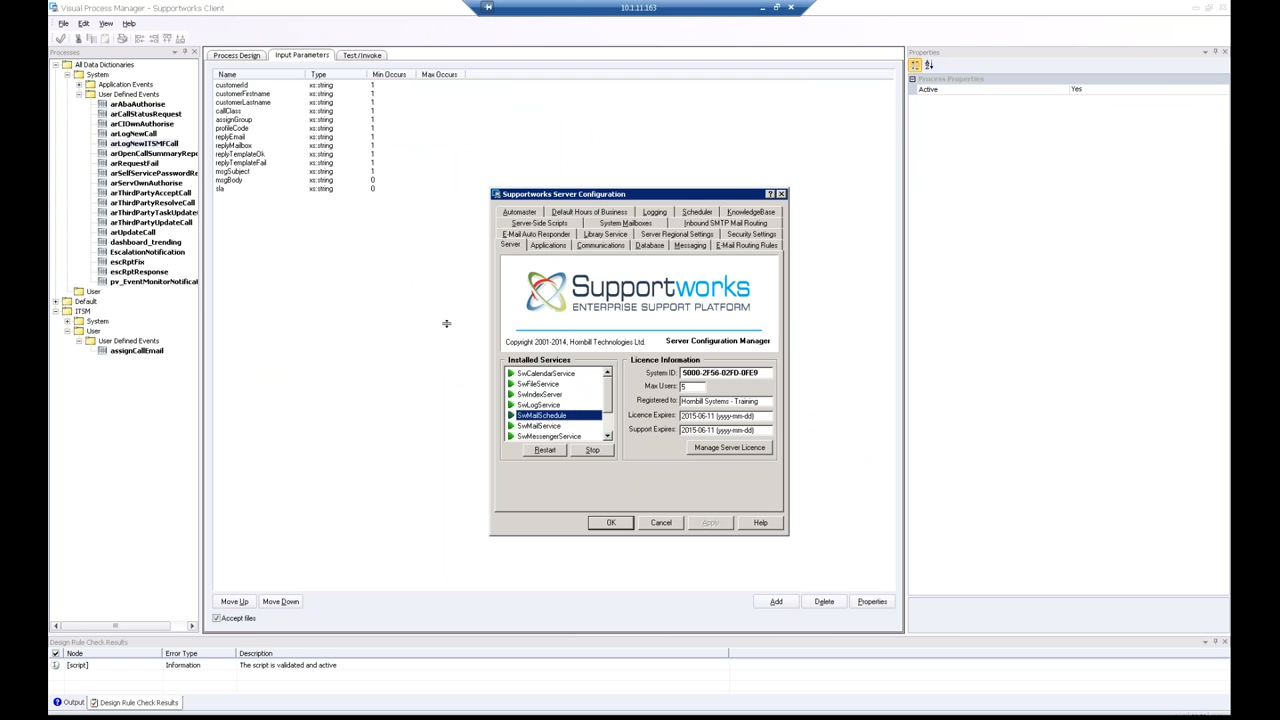 Visual Process Manager - Supportworks Client
10.1.11.163
File Edit View Help
Processes
All Data Dictionaries
System
Application Events
User Defined Events
arAbaAuthorise
arCallStatusRequest
arCIOwnAuthorise
arLogNewCall
arLogNewITSMFCall
arOpenCallSummaryRepo
arRequestFail
arSelfServicePasswordRe
arServOwnAuthorise
arThirdPartyAcceptCall
arThirdPartyResolveCall
arThirdPartyTaskUpdate
arThirdPartyUpdateCall
arUpdateCall
dashboard_trending
EscalationNotification
escRptFix
escRptResponse
pv_EventMonitorNotifica
User
Default
ITSM
System
User
User Defined Events
assignCallEmail
Process Design Input Parameters Test/Invoke
Name Type Min Occurs Max Occurs
customerId xs:string 1
customerFirstname xs:string 1
customerLastname xs:string 1
callClass xs:string 1
assignGroup xs:string 1
profileCode xs:string 1
replyEmail xs:string 1
replyMailbox xs:string 1
replyTemplateOk xs:string 1
replyTemplateFail xs:string 1
msgSubject xs:string 1
msgBody xs:string 0
sla xs:string 0
Move Up Move Down Add Delete Properties
Accept files
Supportworks Server Configuration
Automaster Default Hours of Business Logging Scheduler KnowledgeBase
Server-Side Scripts System Mailboxes Inbound SMTP Mail Routing
E-Mail Auto Responder Library Service Server Regional Settings Security Settings
Server Applications Communications Database Messaging E-Mail Routing Rules
Supportworks
ENTERPRISE SUPPORT PLATFORM
Copyright 2001-2014, Hornbill Technologies Ltd. Server Configuration Manager
Installed Services
SwCalendarService
SwFileService
SwIndexServer
SwLogService
SwMailSchedule
SwMailService
SwMessengerService
Restart Stop
Licence Information
System ID: 5000-2F56-02FD-0FE9
Max Users: 5
Registered to: Hornbill Systems - Training
Licence Expires: 2015-06-11 (yyyy-mm-dd)
Support Expires: 2015-06-11 (yyyy-mm-dd)
Manage Server Licence
OK Cancel Apply Help
Properties
Process Properties
Active Yes
Design Rule Check Results
Node Error Type Description
[script] Information The script is validated and active
Output Design Rule Check Results